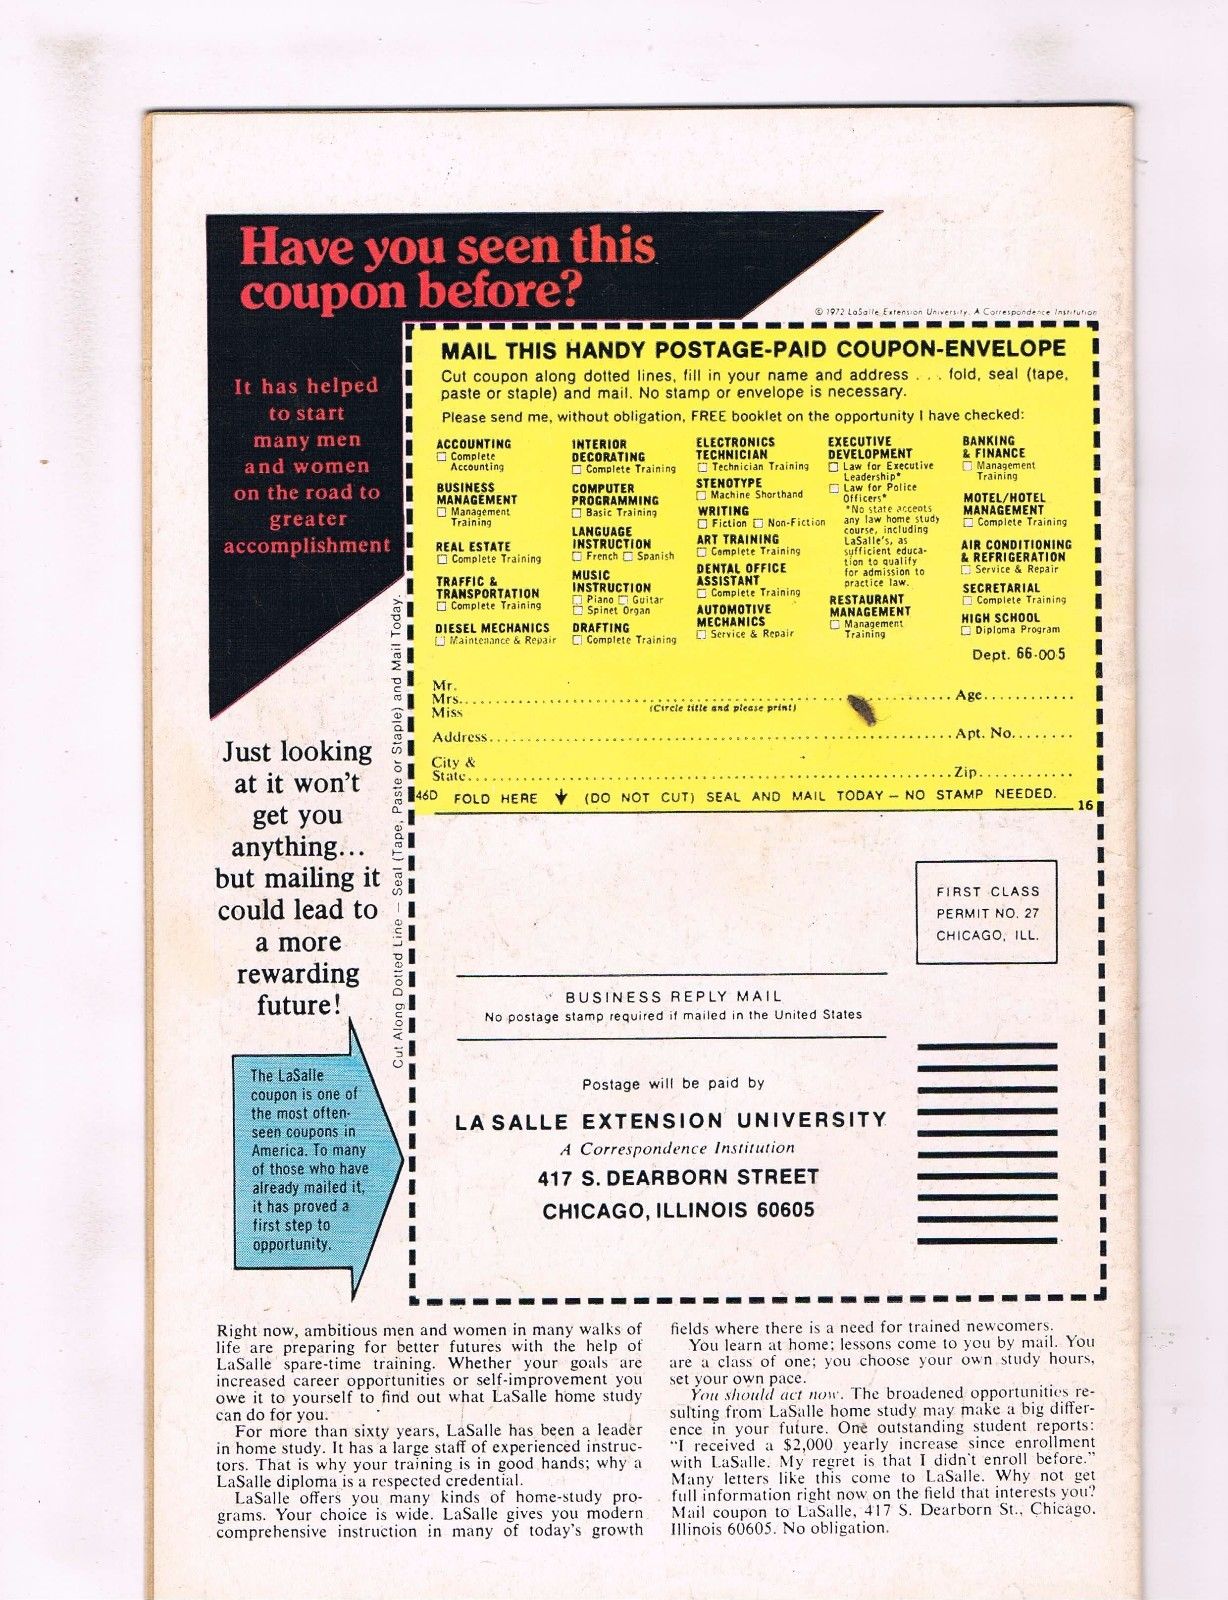 Have you seen this
coupon before?
© 1972 LaSalle Extension University, A Correspondence Institution
It has helped
to start
many men
and women
on the road to
greater
accomplishment
MAIL THIS HANDY POSTAGE-PAID COUPON-ENVELOPE
Cut coupon along dotted lines, fill in your name and address . . . fold, seal (tape,
paste or staple) and mail. No stamp or envelope is necessary.
Please send me, without obligation, FREE booklet on the opportunity I have checked:
ACCOUNTING
☐ Complete
Accounting
BUSINESS
MANAGEMENT
☐ Management
Training
REAL ESTATE
☐ Complete Training
TRAFFIC &
TRANSPORTATION
☐ Complete Training
DIESEL MECHANICS
☐ Maintenance & Repair
INTERIOR
DECORATING
☐ Complete Training
COMPUTER
PROGRAMMING
☐ Basic Training
LANGUAGE
INSTRUCTION
☐ French ☐ Spanish
MUSIC
INSTRUCTION
☐ Piano ☐ Guitar
☐ Spinet Organ
DRAFTING
☐ Complete Training
ELECTRONICS
TECHNICIAN
☐ Technician Training
STENOTYPE
☐ Machine Shorthand
WRITING
☐ Fiction ☐ Non-Fiction
ART TRAINING
☐ Complete Training
DENTAL OFFICE
ASSISTANT
☐ Complete Training
AUTOMOTIVE
MECHANICS
☐ Service & Repair
EXECUTIVE
DEVELOPMENT
☐ Law for Executive
Leadership*
☐ Law for Police
Officers*
*No state accepts
any law home study
course, including
LaSalle's, as
sufficient educa-
tion to qualify
for admission to
practice law.
RESTAURANT
MANAGEMENT
☐ Management
Training
BANKING
& FINANCE
☐ Management
Training
MOTEL/HOTEL
MANAGEMENT
☐ Complete Training
AIR CONDITIONING
& REFRIGERATION
☐ Service & Repair
SECRETARIAL
☐ Complete Training
HIGH SCHOOL
☐ Diploma Program
Dept. 66-005
Mr.
Mrs. Age
Miss (Circle title and please print)
Address Apt. No.
City &
State Zip
46D FOLD HERE ↓ (DO NOT CUT) SEAL AND MAIL TODAY – NO STAMP NEEDED.
16
Cut Along Dotted Line — Seal (Tape, Paste or Staple) and Mail Today.
Just looking
at it won't
get you
anything...
but mailing it
could lead to
a more
rewarding
future!
The LaSalle
coupon is one of
the most often-
seen coupons in
America. To many
of those who have
already mailed it,
it has proved a
first step to
opportunity.
FIRST CLASS
PERMIT NO. 27
CHICAGO, ILL.
BUSINESS REPLY MAIL
No postage stamp required if mailed in the United States
Postage will be paid by
LA SALLE EXTENSION UNIVERSITY
A Correspondence Institution
417 S. DEARBORN STREET
CHICAGO, ILLINOIS 60605
Right now, ambitious men and women in many walks of
life are preparing for better futures with the help of
LaSalle spare-time training. Whether your goals are
increased career opportunities or self-improvement you
owe it to yourself to find out what LaSalle home study
can do for you.
For more than sixty years, LaSalle has been a leader
in home study. It has a large staff of experienced instruc-
tors. That is why your training is in good hands; why a
LaSalle diploma is a respected credential.
LaSalle offers you many kinds of home-study pro-
grams. Your choice is wide. LaSalle gives you modern
comprehensive instruction in many of today's growth
fields where there is a need for trained newcomers.
You learn at home; lessons come to you by mail. You
are a class of one; you choose your own study hours,
set your own pace.
You should act now. The broadened opportunities re-
sulting from LaSalle home study may make a big differ-
ence in your future. One outstanding student reports:
"I received a $2,000 yearly increase since enrollment
with LaSalle. My regret is that I didn't enroll before."
Many letters like this come to LaSalle. Why not get
full information right now on the field that interests you?
Mail coupon to LaSalle, 417 S. Dearborn St., Chicago,
Illinois 60605. No obligation.